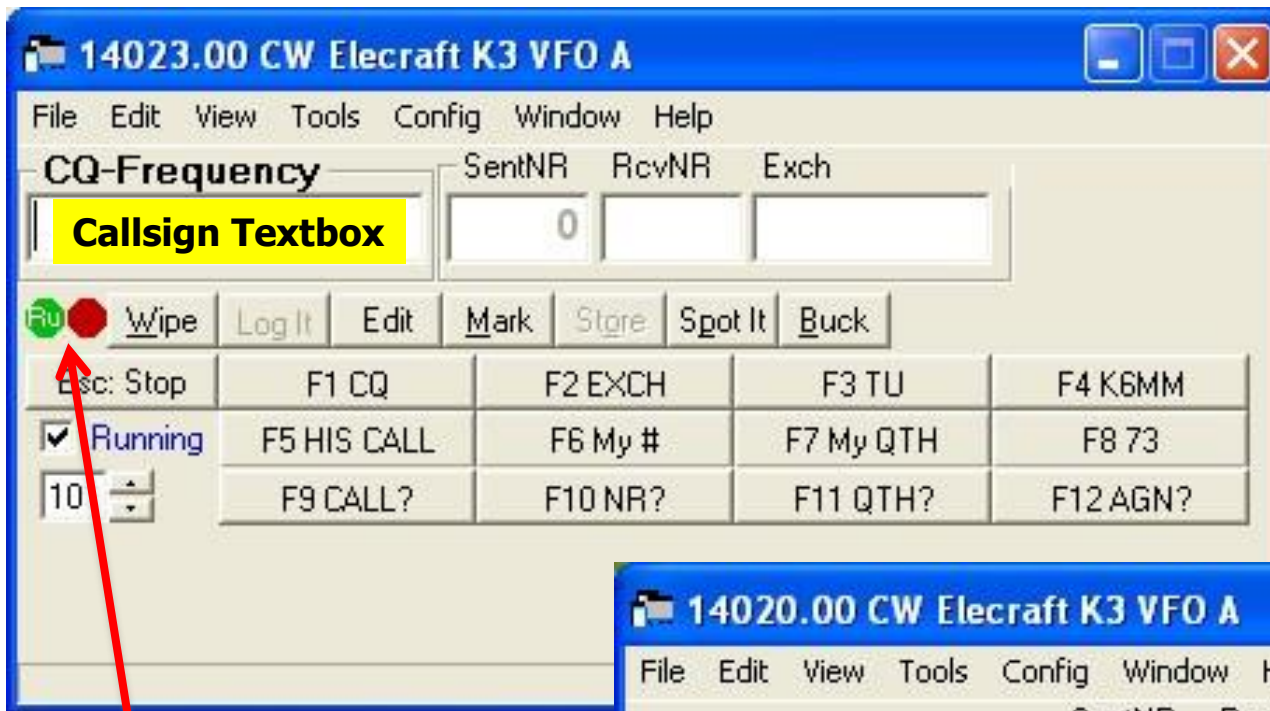 14023.00 CW Elecraft K3 VFO A
File Edit View Tools Config Window Help
CQ-Frequency SentNR RcvNR Exch
Callsign Textbox 0
Ru Wipe Log It Edit Mark Store Spot It Buck
Esc: Stop F1 CQ F2 EXCH F3 TU F4 K6MM
Running F5 HIS CALL F6 My # F7 My QTH F8 73
10 F9 CALL? F10 NR? F11 QTH? F12 AGN?
14020.00 CW Elecraft K3 VFO A
File Edit View Tools Config Window